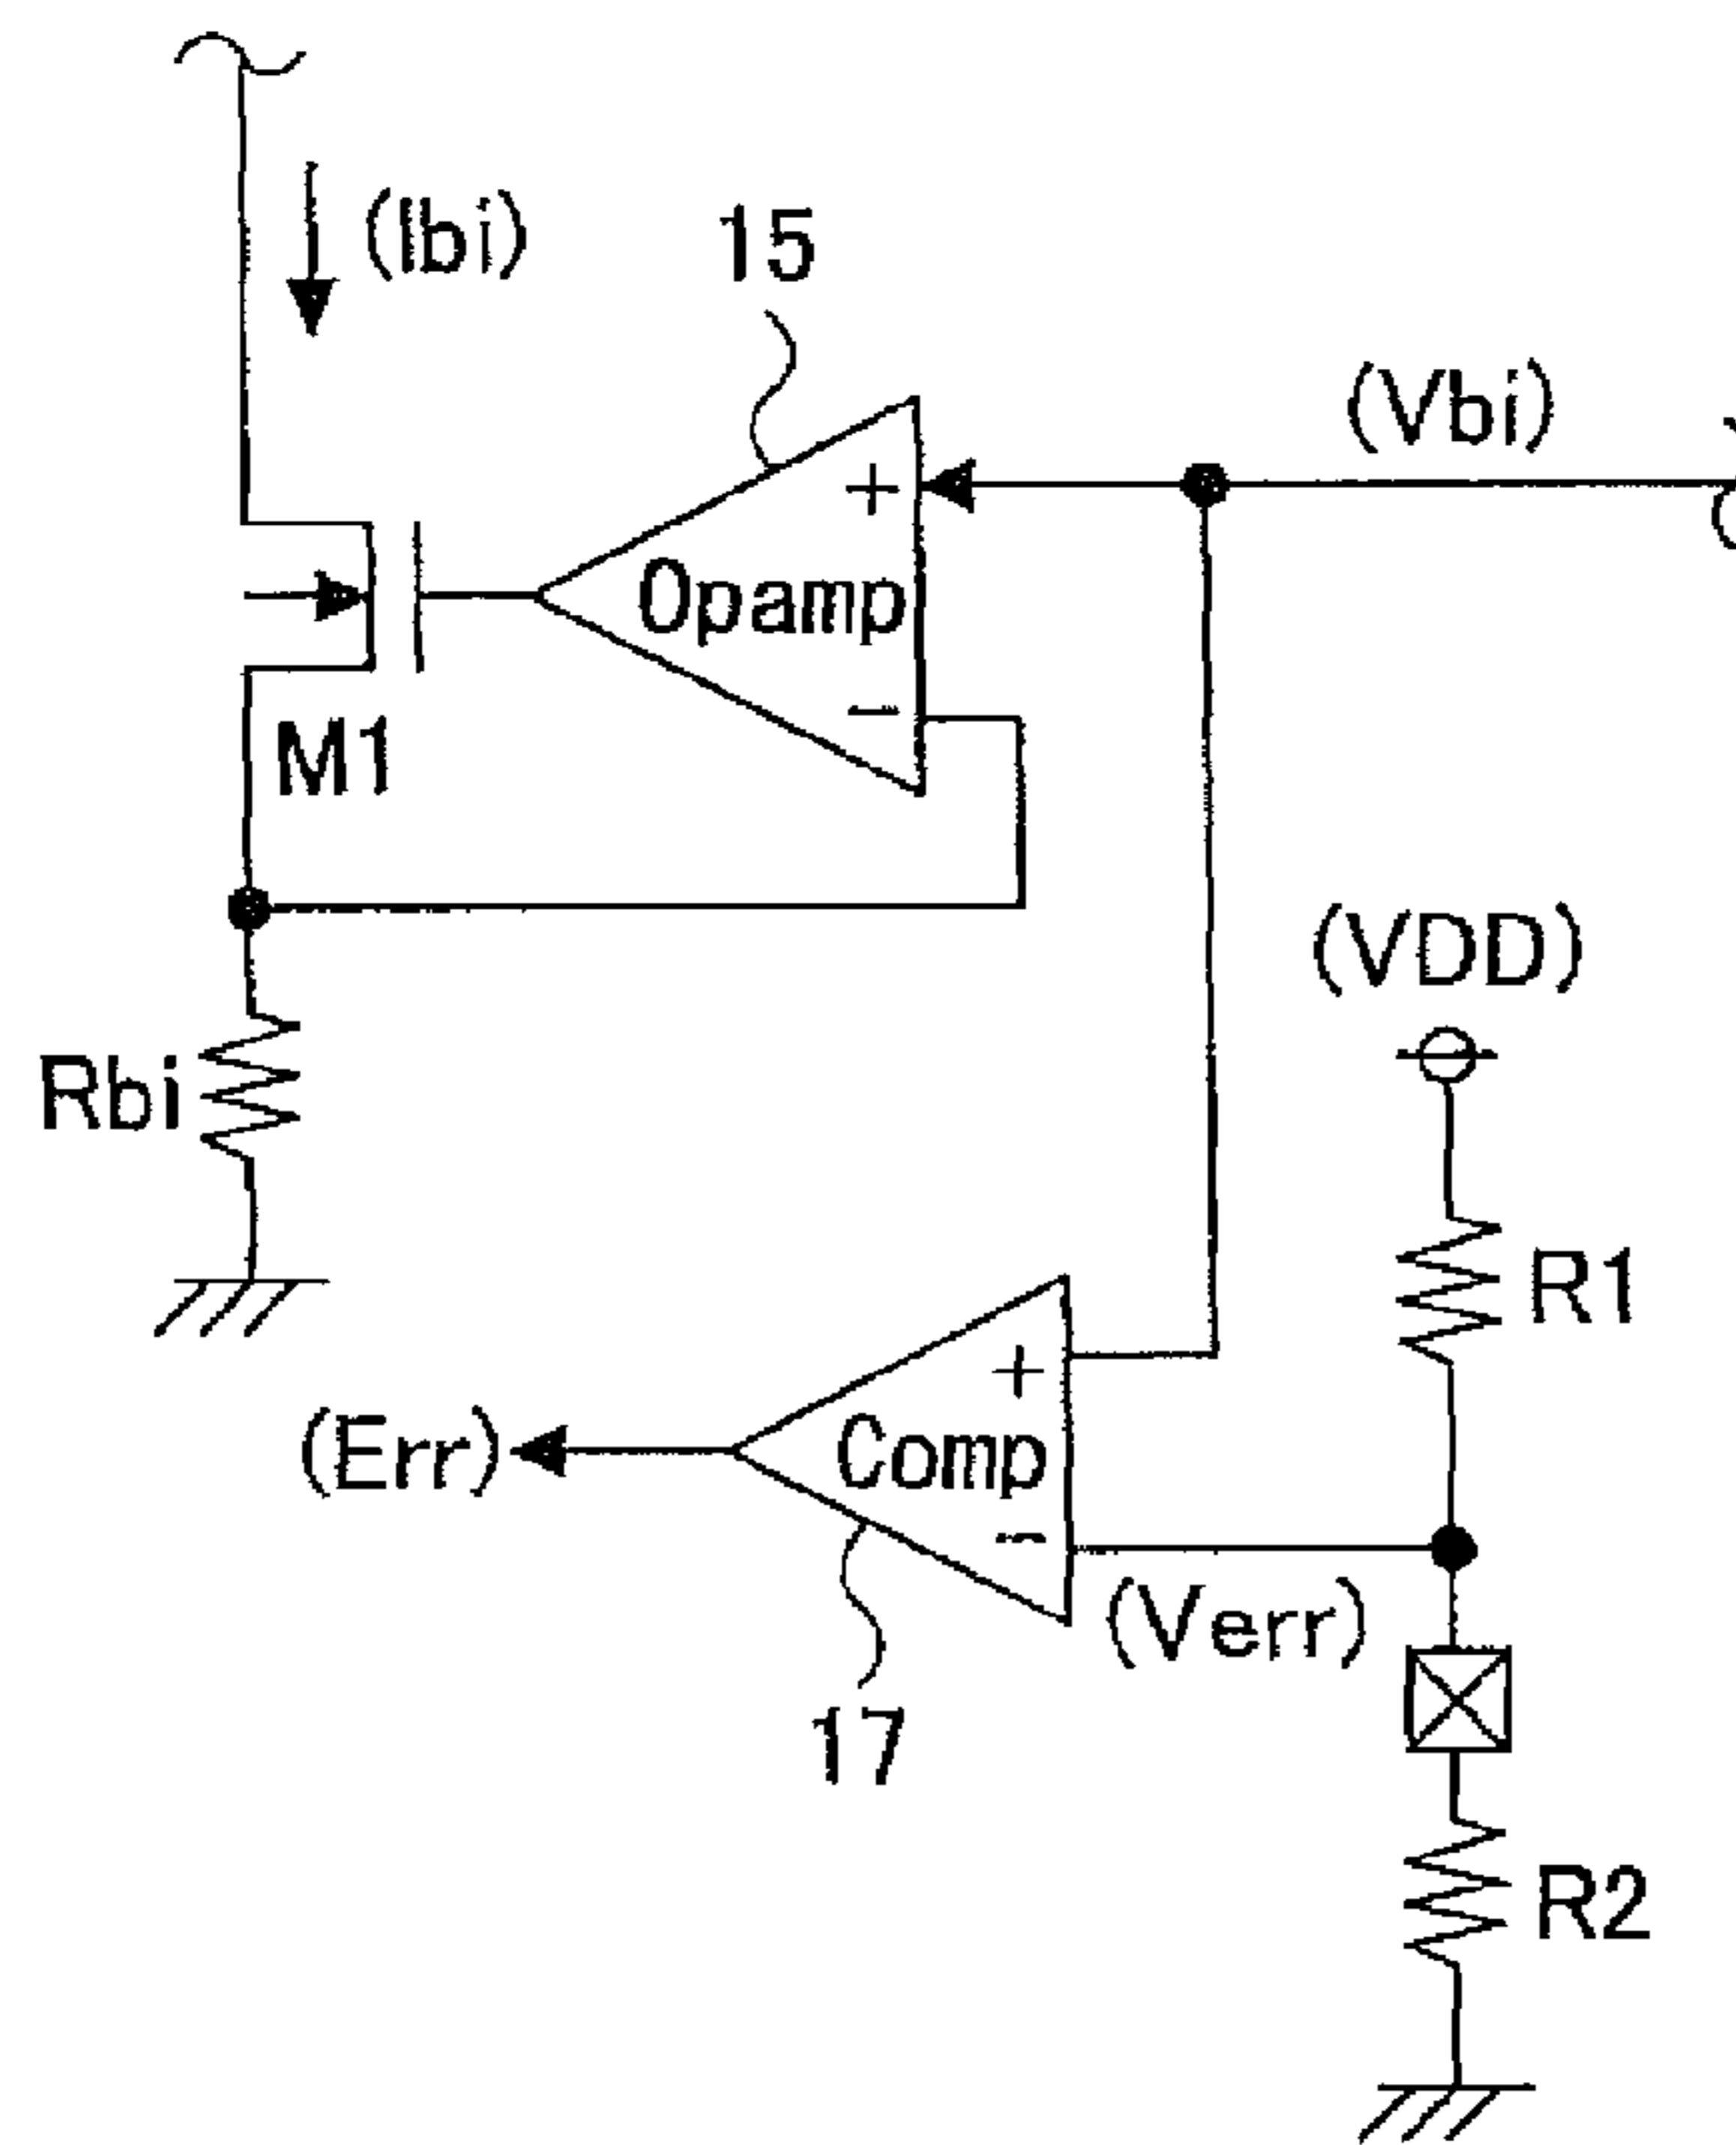 (Ibi)
15
(Vbi)
+
Opamp
−
M1
(VDD)
Rbi
R1
+
(Err)
Comp
−
(Verr)
17
R2